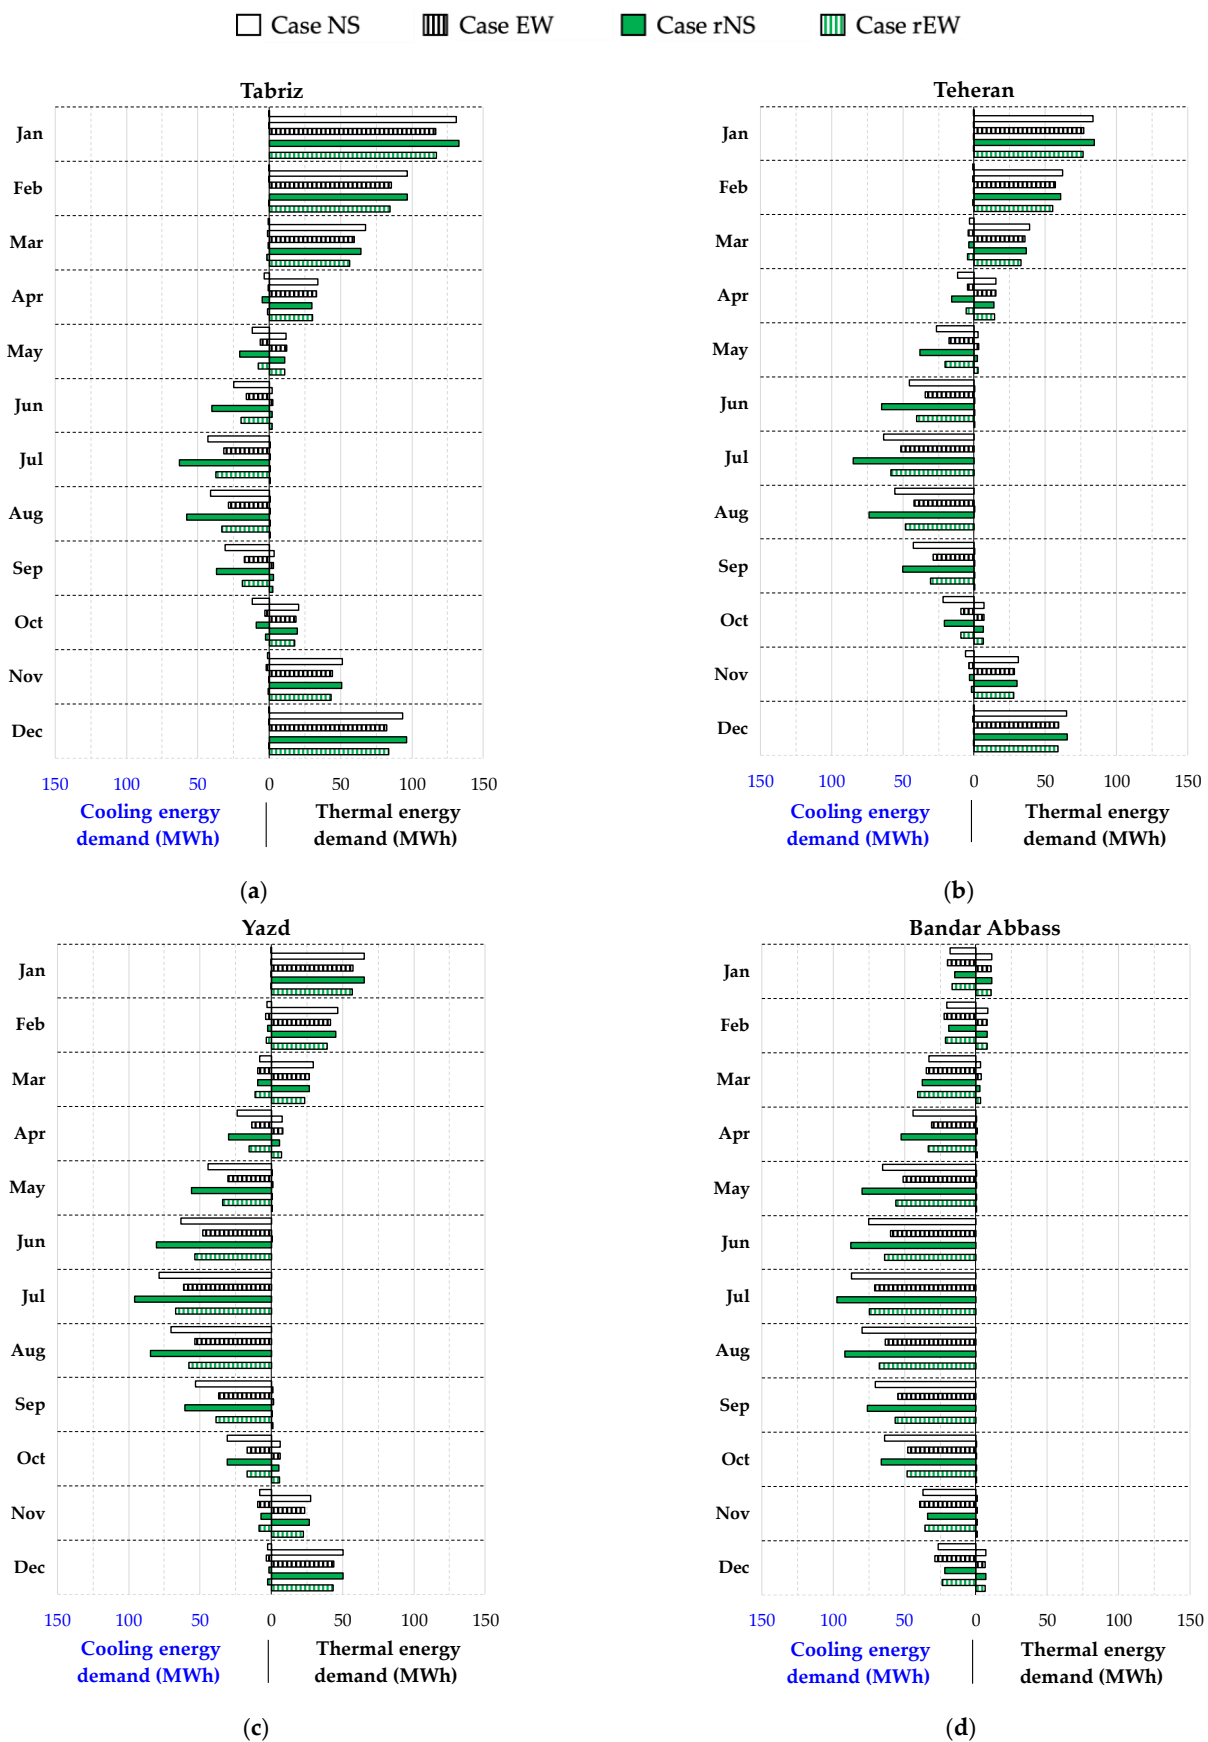 Case NS Case EW Case rNS Case rEW
Tabriz
Jan
Feb
Mar
Apr
May
Jun
Jul
Aug
Sep
Oct
Nov
Dec
150 100 50 0 50 100 150
Cooling energy Thermal energy
demand (MWh) demand (MWh)
(a)
Teheran
Jan
Feb
Mar
Apr
May
Jun
Jul
Aug
Sep
Oct
Nov
Dec
150 100 50 0 50 100 150
Cooling energy Thermal energy
demand (MWh) demand (MWh)
(b)
Yazd
Jan
Feb
Mar
Apr
May
Jun
Jul
Aug
Sep
Oct
Nov
Dec
150 100 50 0 50 100 150
Cooling energy Thermal energy
demand (MWh) demand (MWh)
(c)
Bandar Abbass
Jan
Feb
Mar
Apr
May
Jun
Jul
Aug
Sep
Oct
Nov
Dec
150 100 50 0 50 100 150
Cooling energy Thermal energy
demand (MWh) demand (MWh)
(d)